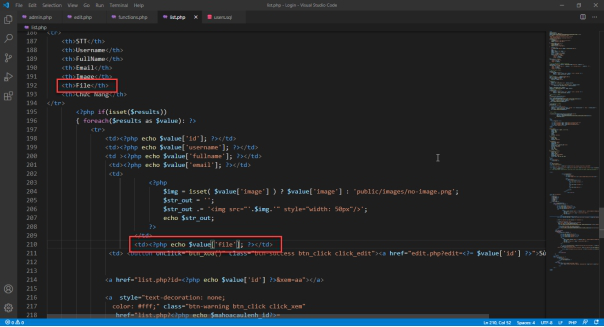 File Edit Selection View Go Run Terminal Help
list.php - Login - Visual Studio Code
admin.php
edit.php
functions.php
list.php
users.sql
list.php
186 <tr>
187 <th>STT</th>
188 <th>Username</th>
189 <th>FullName</th>
190 <th>Email</th>
191 <th>Image</th>
192 <th>File</th>
193 <th>Chức Năng</th>
194 </tr>
195 <?php if(isset($results))
196 { foreach($results as $value): ?>
197 <tr>
198 <td><?php echo $value['id']; ?></td>
199 <td><?php echo $value['username']; ?></td>
200 <td ><?php echo $value['fullname']; ?></td>
201 <td><?php echo $value['email']; ?></td>
202 <td>
203 <?php
204 $img = isset( $value['image'] ) ? $value['image'] : 'public/images/no-image.png';
205 $str_out = '';
206 $str_out .= '<img src="'.$img.'" style="width: 50px"/>';
207 echo $str_out;
208 ?>
209 </td>
210 <td><?php echo $value['File']; ?></td>
211 <td> <button onclick="btn_xoa()" class="btn-success btn_click click_edit"><a href="edit.php?edit=<?= $value['id'] ?>">
212
213
214 <a href="list.php?id=<?php echo $value['id'] ?>&xem=aa"></a>
215
216 <a style="text-decoration: none;
217 color: #fff;" class="btn-warning btn_click click_xem"
218 href="list.php?<?php echo
0 0
Ln 210, Col 52 Spaces: 4 UTF-8 LF PHP